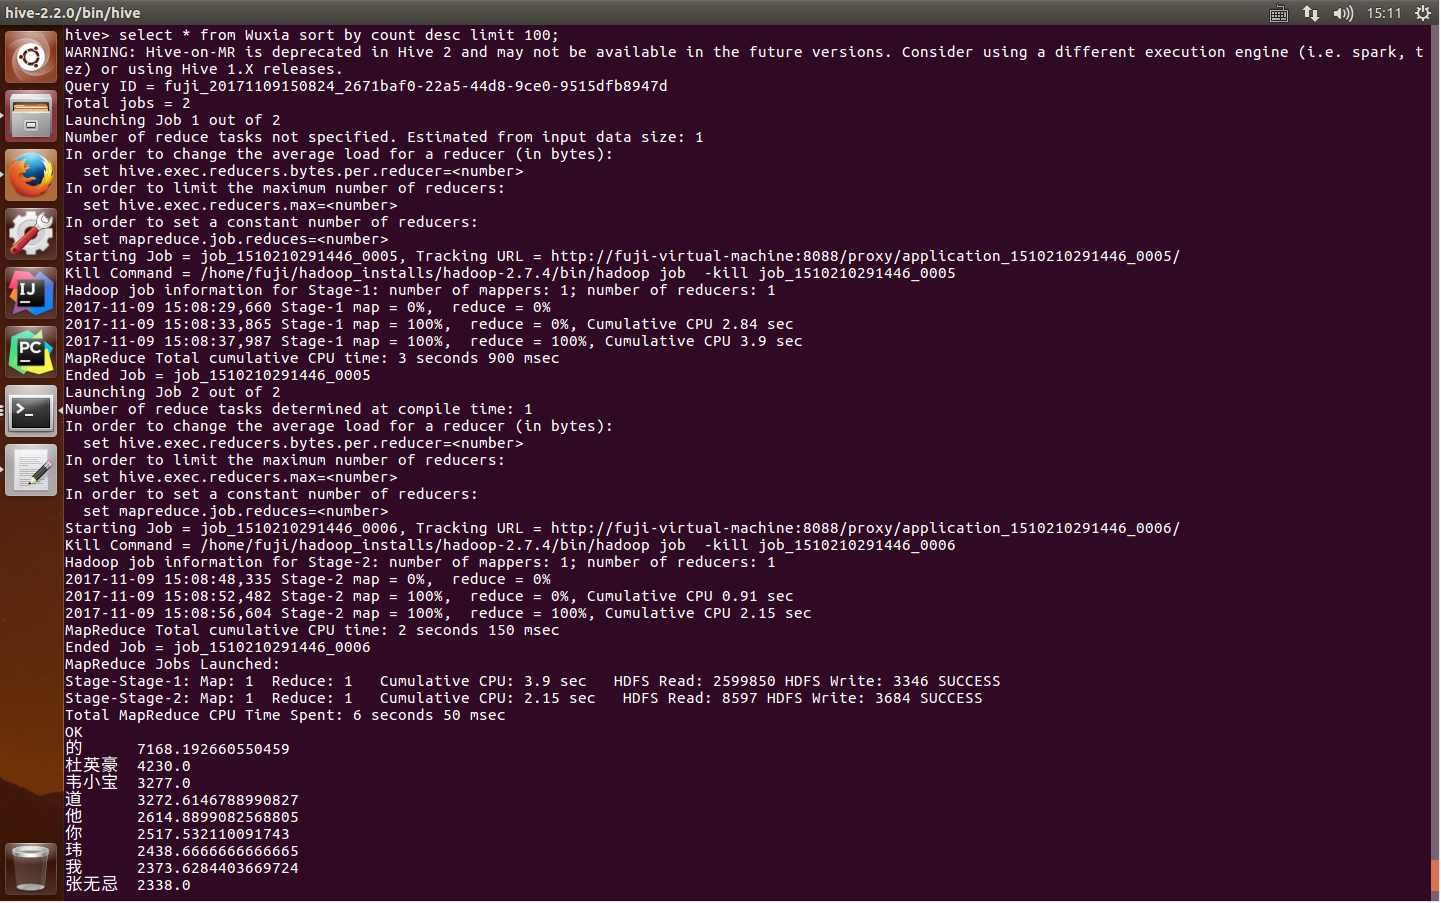 hive-2.2.0/bin/hive
15:11
hive> select * from Wuxia sort by count desc limit 100;
WARNING: Hive-on-MR is deprecated in Hive 2 and may not be available in the future versions. Consider using a different execution engine (i.e. spark, t
ez) or using Hive 1.X releases.
Query ID = fuji_20171109150824_2671baf0-22a5-44d8-9ce0-9515dfb8947d
Total jobs = 2
Launching Job 1 out of 2
Number of reduce tasks not specified. Estimated from input data size: 1
In order to change the average load for a reducer (in bytes):
  set hive.exec.reducers.bytes.per.reducer=<number>
In order to limit the maximum number of reducers:
  set hive.exec.reducers.max=<number>
In order to set a constant number of reducers:
  set mapreduce.job.reduces=<number>
Starting Job = job_1510210291446_0005, Tracking URL = http://fuji-virtual-machine:8088/proxy/application_1510210291446_0005/
Kill Command = /home/fuji/hadoop_installs/hadoop-2.7.4/bin/hadoop job  -kill job_1510210291446_0005
Hadoop job information for Stage-1: number of mappers: 1; number of reducers: 1
2017-11-09 15:08:29,660 Stage-1 map = 0%,  reduce = 0%
2017-11-09 15:08:33,865 Stage-1 map = 100%,  reduce = 0%, Cumulative CPU 2.84 sec
2017-11-09 15:08:37,987 Stage-1 map = 100%,  reduce = 100%, Cumulative CPU 3.9 sec
MapReduce Total cumulative CPU time: 3 seconds 900 msec
Ended Job = job_1510210291446_0005
Launching Job 2 out of 2
Number of reduce tasks determined at compile time: 1
In order to change the average load for a reducer (in bytes):
  set hive.exec.reducers.bytes.per.reducer=<number>
In order to limit the maximum number of reducers:
  set hive.exec.reducers.max=<number>
In order to set a constant number of reducers:
  set mapreduce.job.reduces=<number>
Starting Job = job_1510210291446_0006, Tracking URL = http://fuji-virtual-machine:8088/proxy/application_1510210291446_0006/
Kill Command = /home/fuji/hadoop_installs/hadoop-2.7.4/bin/hadoop job  -kill job_1510210291446_0006
Hadoop job information for Stage-2: number of mappers: 1; number of reducers: 1
2017-11-09 15:08:48,335 Stage-2 map = 0%,  reduce = 0%
2017-11-09 15:08:52,482 Stage-2 map = 100%,  reduce = 0%, Cumulative CPU 0.91 sec
2017-11-09 15:08:56,604 Stage-2 map = 100%,  reduce = 100%, Cumulative CPU 2.15 sec
MapReduce Total cumulative CPU time: 2 seconds 150 msec
Ended Job = job_1510210291446_0006
MapReduce Jobs Launched:
Stage-Stage-1: Map: 1  Reduce: 1   Cumulative CPU: 3.9 sec   HDFS Read: 2599850 HDFS Write: 3346 SUCCESS
Stage-Stage-2: Map: 1  Reduce: 1   Cumulative CPU: 2.15 sec   HDFS Read: 8597 HDFS Write: 3684 SUCCESS
Total MapReduce CPU Time Spent: 6 seconds 50 msec
OK
的 7168.192660550459
杜英豪 4230.0
韦小宝 3277.0
道 3272.6146788990827
他 2614.8899082568805
你 2517.532110091743
玮 2438.6666666666665
我 2373.6284403669724
张无忌 2338.0
IJ
PC